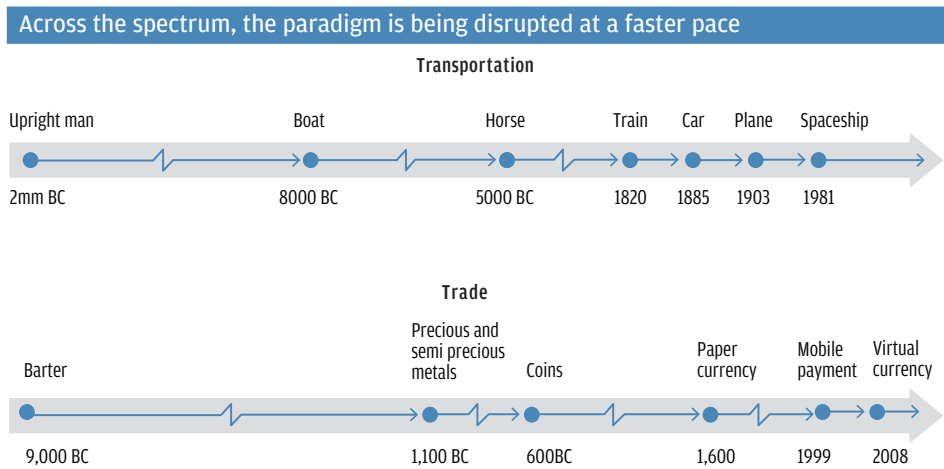 Across the spectrum, the paradigm is being disrupted at a faster pace
Transportation
Upright man Boat Horse Train Car Plane Spaceship
2mm BC 8000 BC 5000 BC 1820 1885 1903 1981
Trade
Barter
Precious and
semi precious
metals
Coins
Paper
currency
Mobile
payment
Virtual
currency
9,000 BC 1,100 BC 600BC 1,600 1999 2008